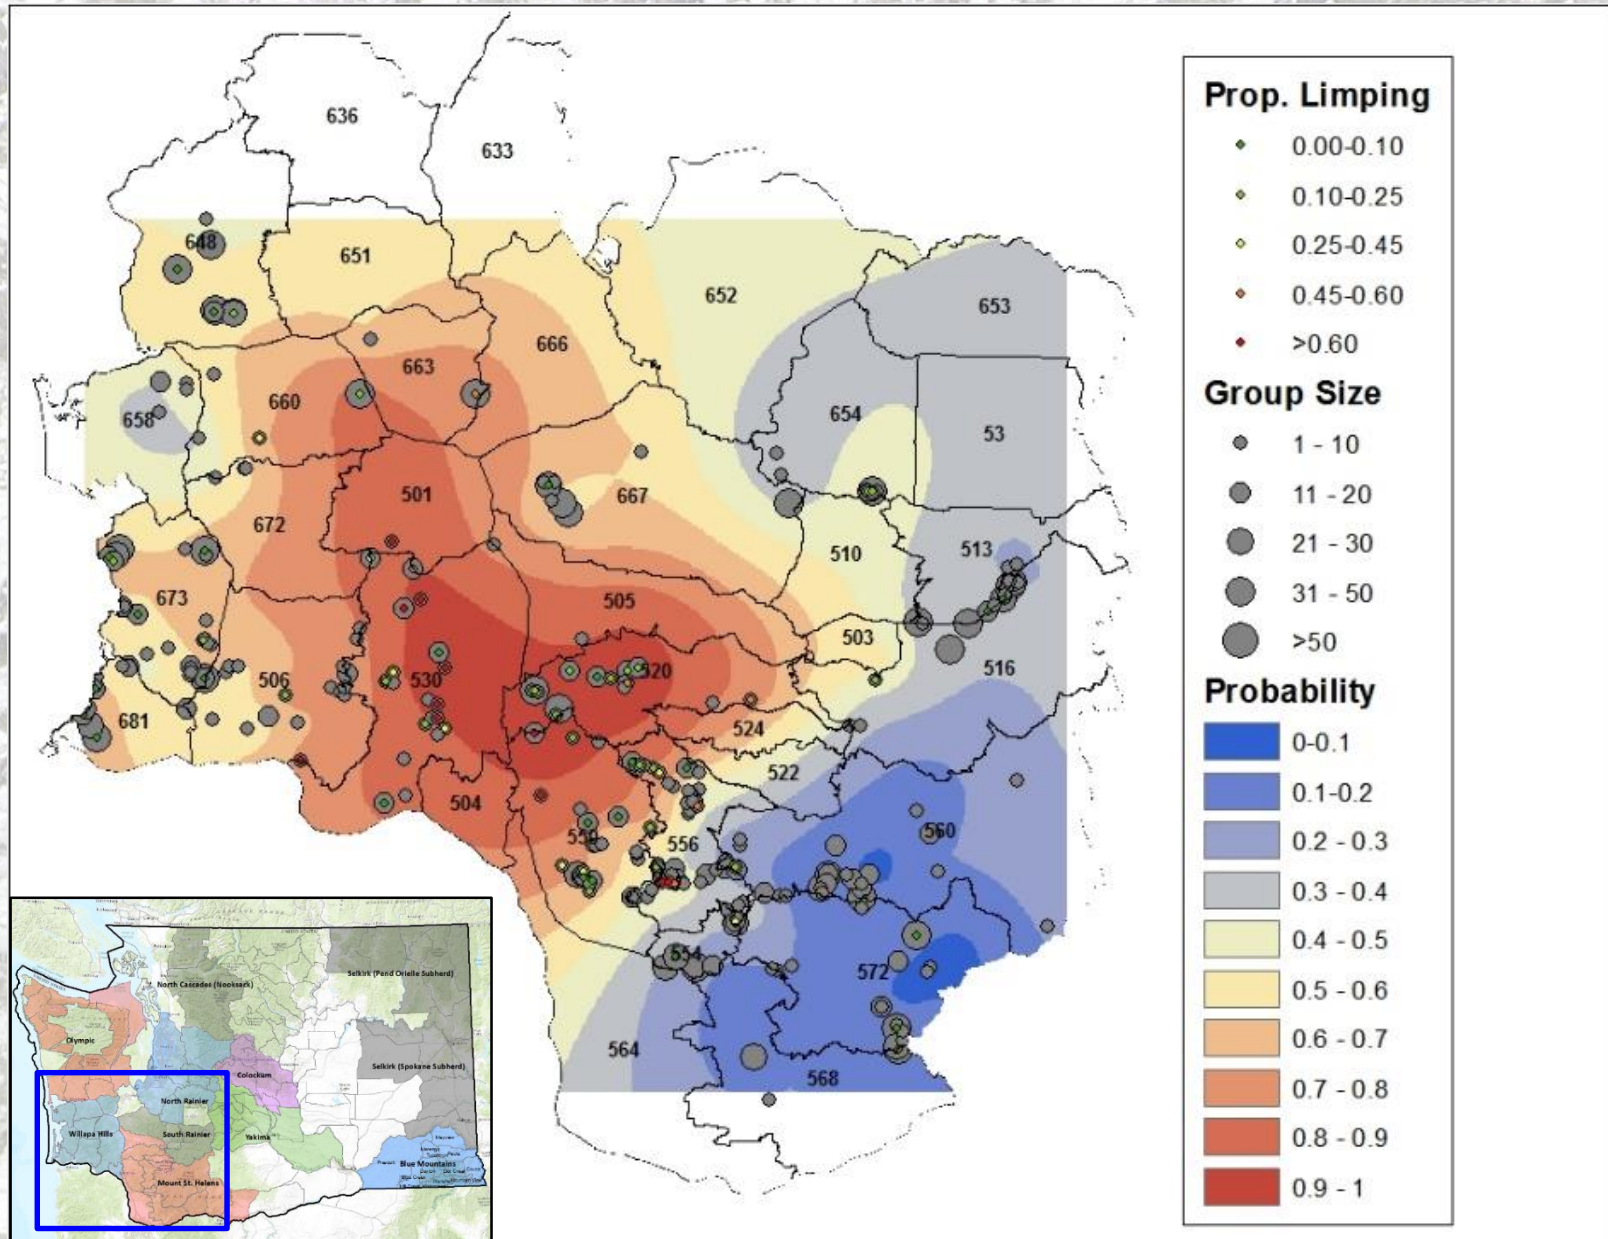 636
633
648
651
652
653
666
663
660
658
654
53
501
667
672
510
513
673
505
503
516
506
530
520
681
524
522
504
550
556
560
554
572
564
568
Prop. Limping
0.00-0.10
0.10-0.25
0.25-0.45
0.45-0.60
>0.60
Group Size
1 - 10
11 - 20
21 - 30
31 - 50
>50
Probability
0-0.1
0.1-0.2
0.2 - 0.3
0.3 - 0.4
0.4 - 0.5
0.5 - 0.6
0.6 - 0.7
0.7 - 0.8
0.8 - 0.9
0.9 - 1
Selkirk (Pend Orielle Subherd)
North Cascades (Nooksack)
Olympic
Selkirk (Spokane Subherd)
Colockum
North Rainier
Willapa Hills
South Rainier
Yakima
Blue Mountains
Mount St. Helens